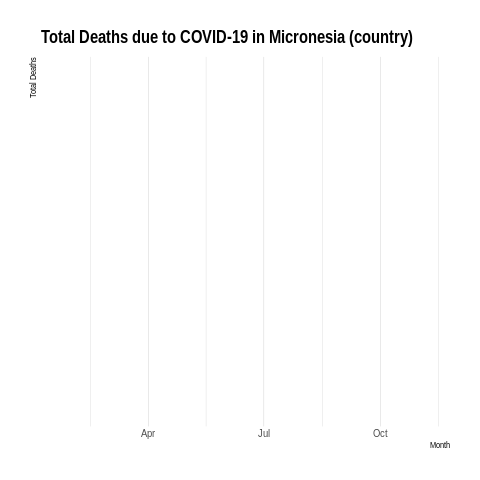 Total Deaths due to COVID-19 in Micronesia (country)
Total Deaths
Apr Jul Oct
Month